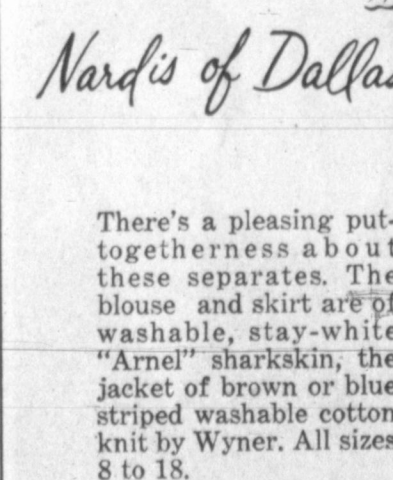 Nardis of Dallas
There's a pleasing put-
togetherness about
these separates. The
blouse and skirt are of
washable, stay-white
"Arnel" sharkskin, the
jacket of brown or blue
striped washable cotton
knit by Wyner. All sizes
8 to 18.